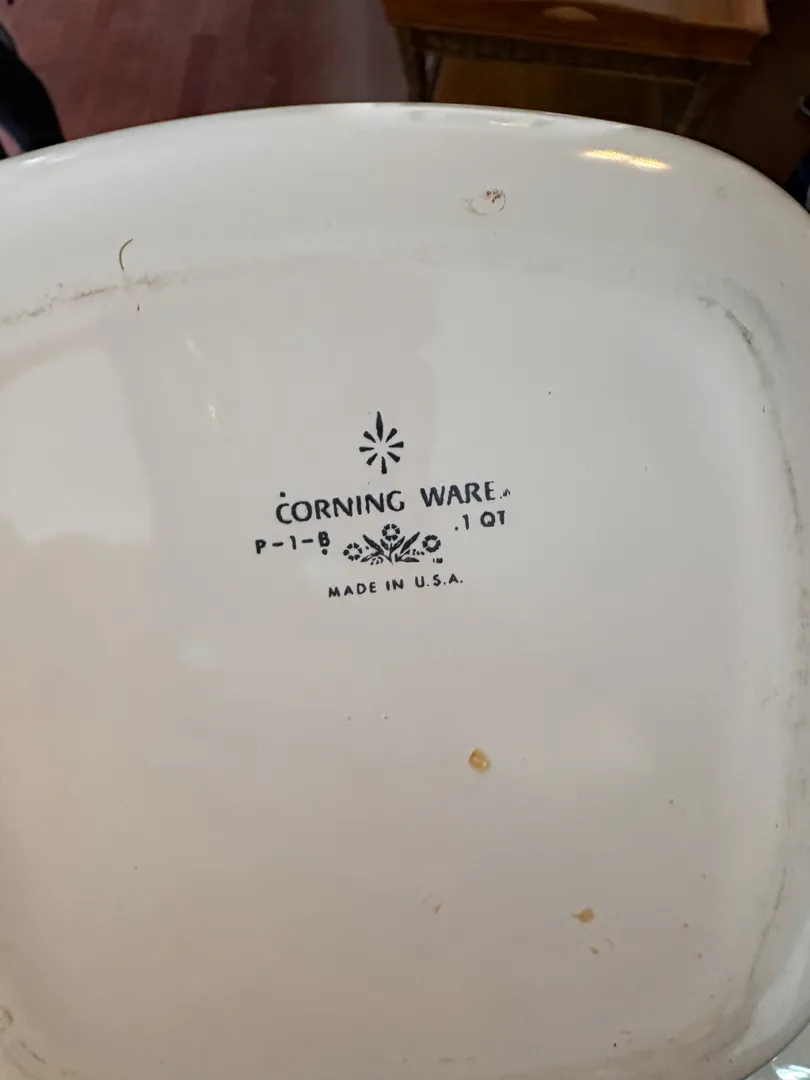 CORNING WARE
P-1-B .1 QT
MADE IN U.S.A.